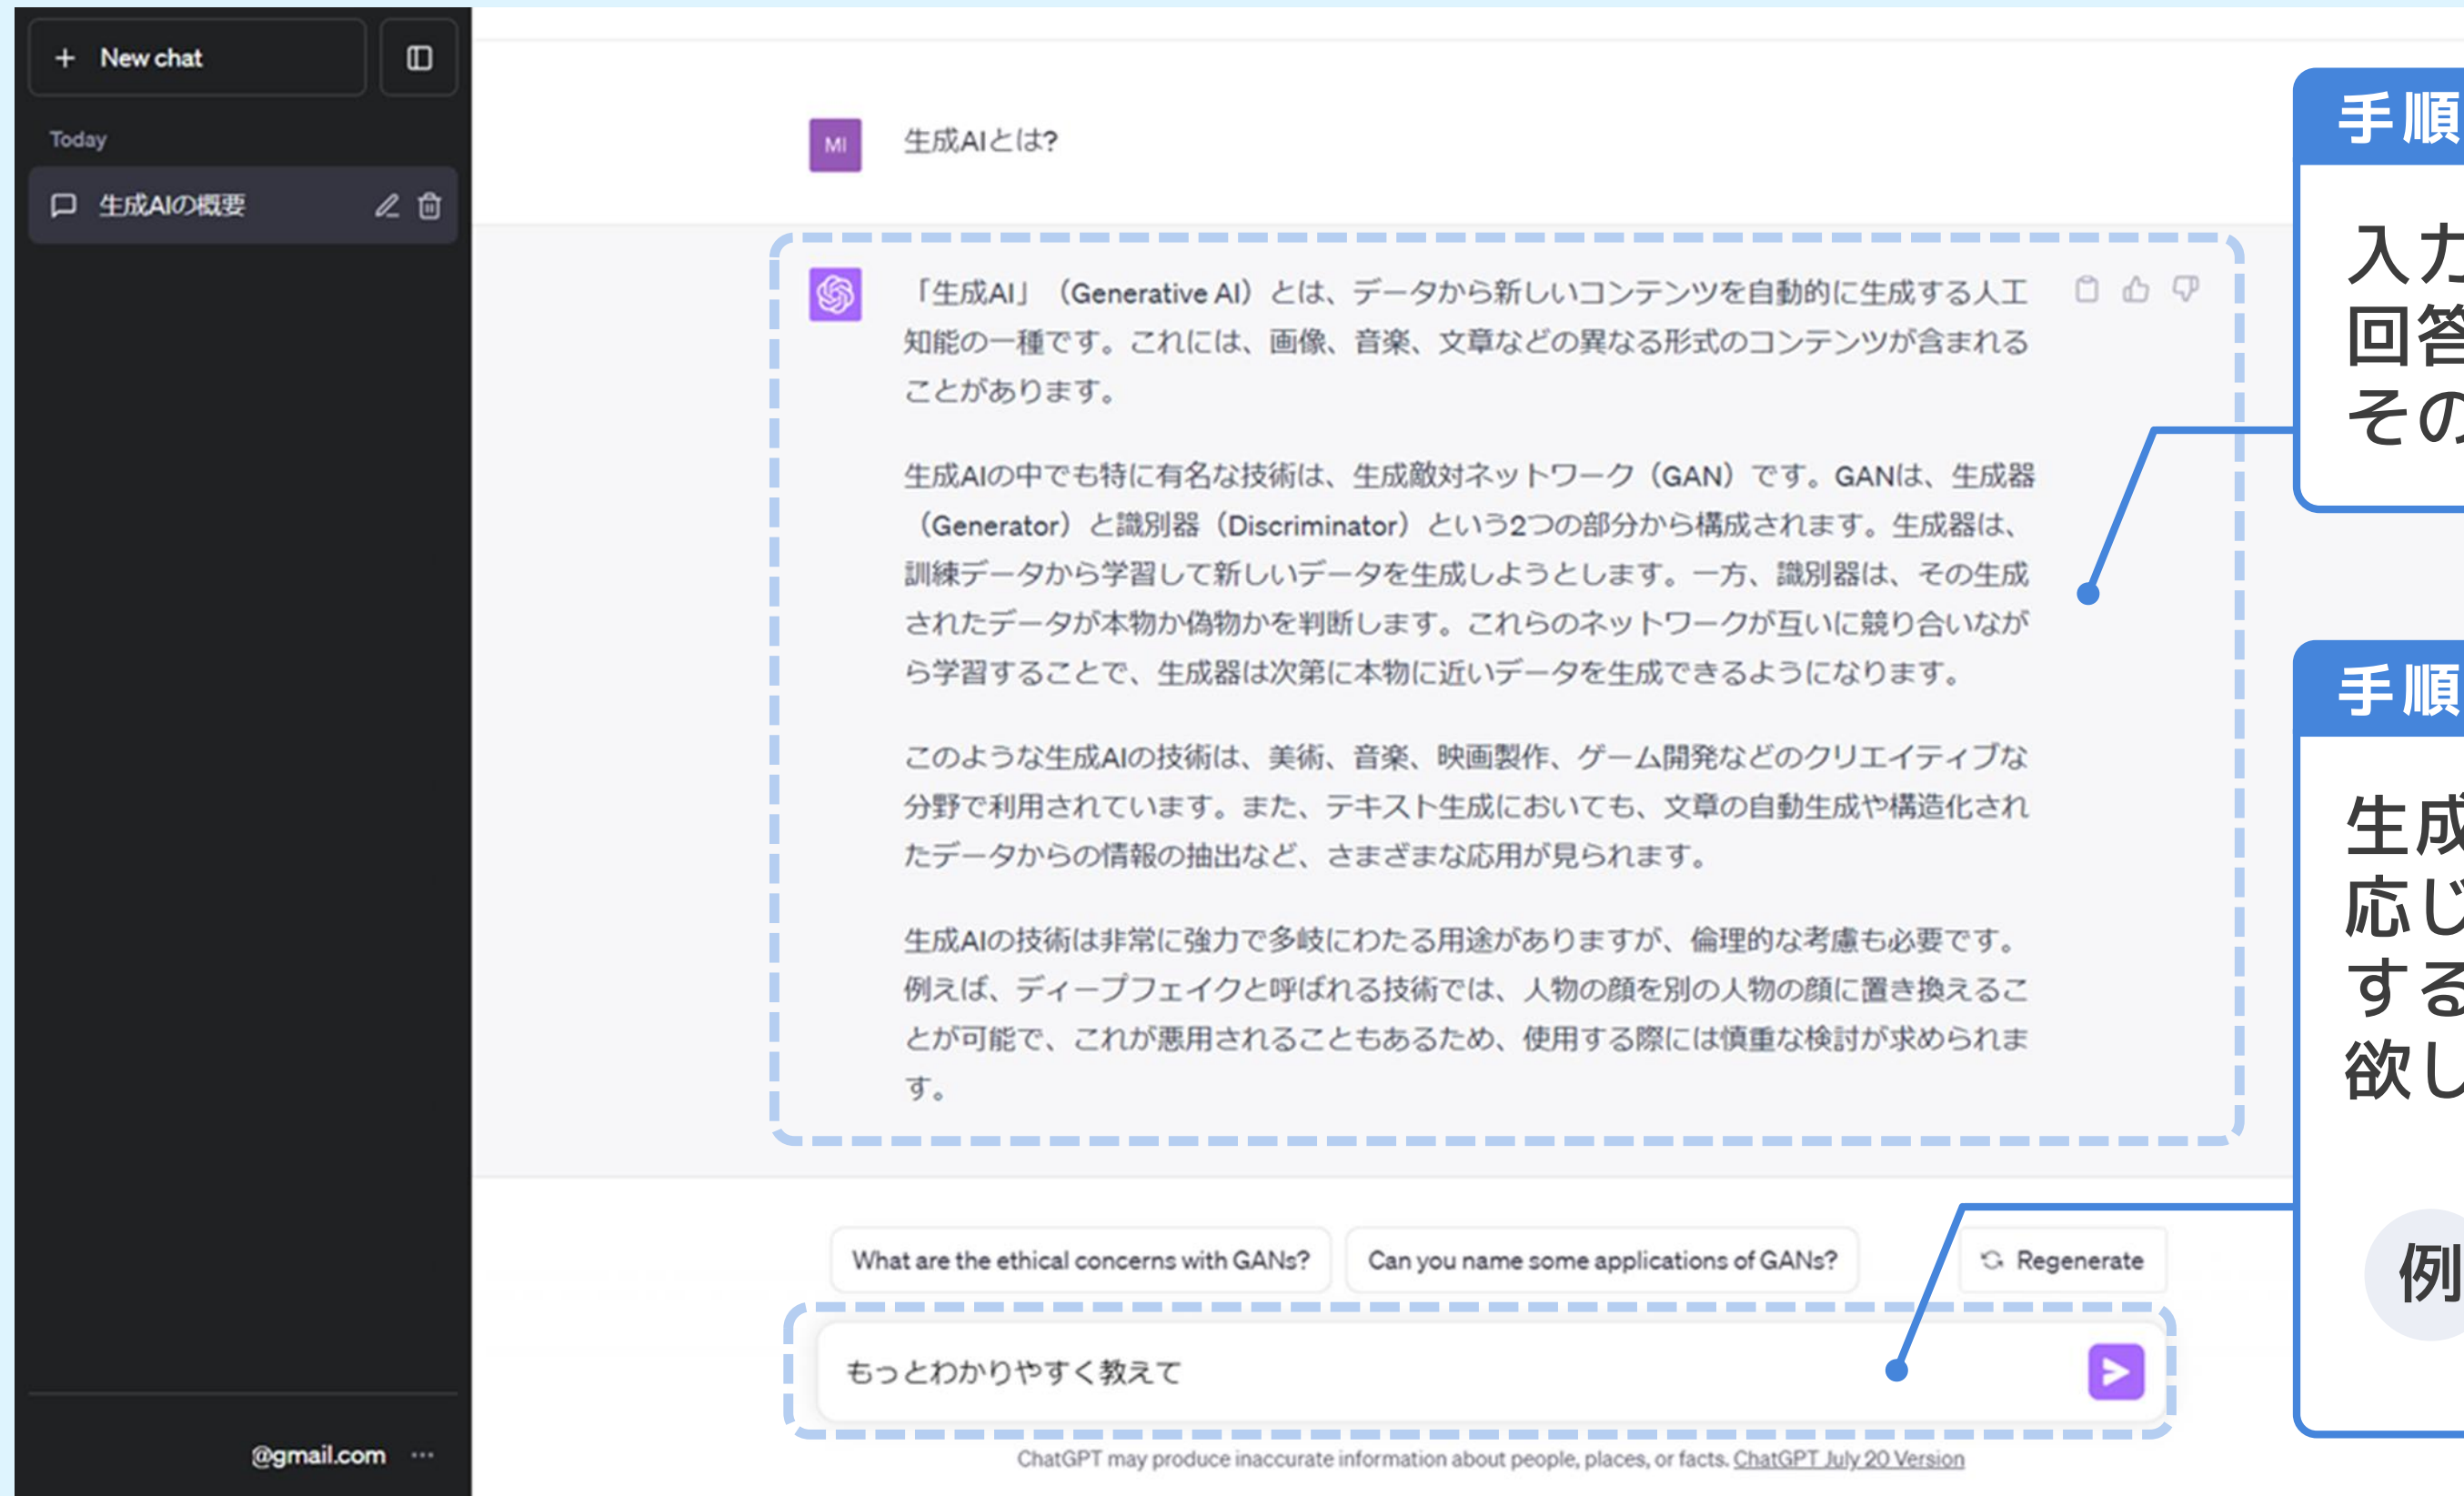 New chat
Today
生成AIの概要
@gmail.com
MI
生成AIとは?
「生成AI」（Generative AI）とは、データから新しいコンテンツを自動的に生成する人工
知能の一種です。これには、画像、音楽、文章などの異なる形式のコンテンツが含まれる
ことがあります。
生成AIの中でも特に有名な技術は、生成敵対ネットワーク（GAN）です。GANは、生成器
（Generator）と識別器（Discriminator）という2つの部分から構成されます。生成器は、
訓練データから学習して新しいデータを生成しようとします。一方、識別器は、その生成
されたデータが本物か偽物かを判断します。これらのネットワークが互いに競り合いなが
ら学習することで、生成器は次第に本物に近いデータを生成できるようになります。
このような生成AIの技術は、美術、音楽、映画製作、ゲーム開発などのクリエイティブな
分野で利用されています。また、テキスト生成においても、文章の自動生成や構造化され
たデータからの情報の抽出など、さまざまな応用が見られます。
生成AIの技術は非常に強力で多岐にわたる用途がありますが、倫理的な考慮も必要です。
例えば、ディープフェイクと呼ばれる技術では、人物の顔を別の人物の顔に置き換えるこ
とが可能で、これが悪用されることもあるため、使用する際には慎重な検討が求められま
す。
What are the ethical concerns with GANs?
Can you name some applications of GANs?
Regenerate
もっとわかりやすく教えて
ChatGPT may produce inaccurate information about people, places, or facts. ChatGPT July 20 Version
手順
入力
回答
その
手順
生成
応じ
する
欲し
例